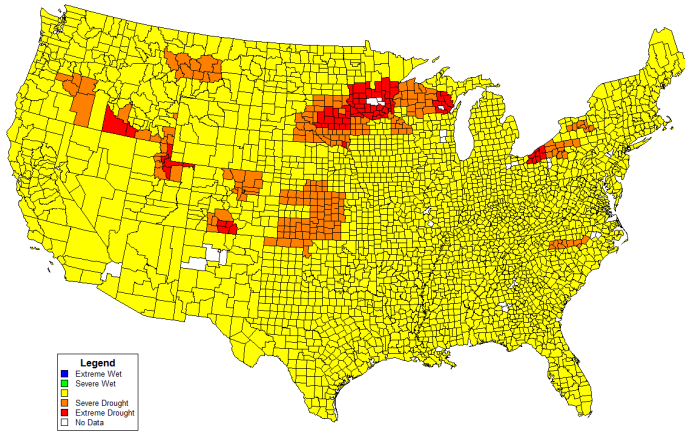 Legend
Extreme Wet
Severe Wet
Severe Drought
Extreme Drought
No Data